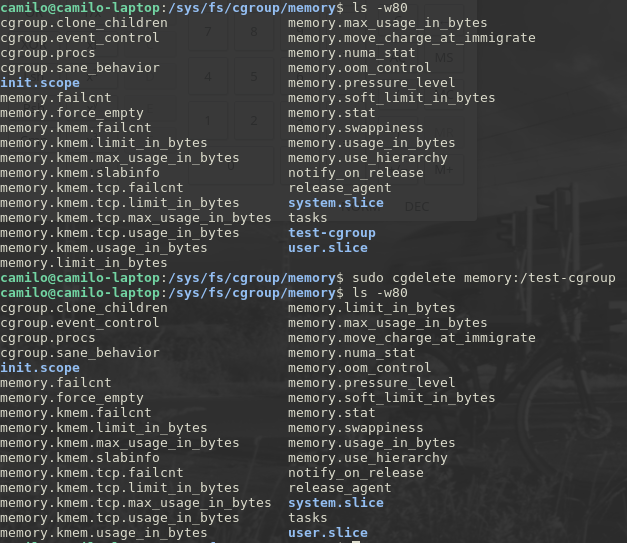 camilo@camilo-laptop:/sys/fs/cgroup/memory$ ls -w80
cgroup.clone_children memory.max_usage_in_bytes
cgroup.event_control memory.move_charge_at_immigrate
cgroup.procs memory.numa_stat
cgroup.sane_behavior memory.oom_control
init.scope memory.pressure_level
memory.failcnt memory.soft_limit_in_bytes
memory.force_empty memory.stat
memory.kmem.failcnt memory.swappiness
memory.kmem.limit_in_bytes memory.usage_in_bytes
memory.kmem.max_usage_in_bytes memory.use_hierarchy
memory.kmem.slabinfo notify_on_release
memory.kmem.tcp.failcnt release_agent
memory.kmem.tcp.limit_in_bytes system.slice
memory.kmem.tcp.max_usage_in_bytes tasks
memory.kmem.tcp.usage_in_bytes test-cgroup
memory.kmem.usage_in_bytes user.slice
memory.limit_in_bytes
camilo@camilo-laptop:/sys/fs/cgroup/memory$ sudo cgdelete memory:/test-cgroup
camilo@camilo-laptop:/sys/fs/cgroup/memory$ ls -w80
cgroup.clone_children memory.limit_in_bytes
cgroup.event_control memory.max_usage_in_bytes
cgroup.procs memory.move_charge_at_immigrate
cgroup.sane_behavior memory.numa_stat
init.scope memory.oom_control
memory.failcnt memory.pressure_level
memory.force_empty memory.soft_limit_in_bytes
memory.kmem.failcnt memory.stat
memory.kmem.limit_in_bytes memory.swappiness
memory.kmem.max_usage_in_bytes memory.usage_in_bytes
memory.kmem.slabinfo memory.use_hierarchy
memory.kmem.tcp.failcnt notify_on_release
memory.kmem.tcp.limit_in_bytes release_agent
memory.kmem.tcp.max_usage_in_bytes system.slice
memory.kmem.tcp.usage_in_bytes tasks
memory.kmem.usage_in_bytes user.slice
7 8
MS
4 5
1 2
0
M+
DEC